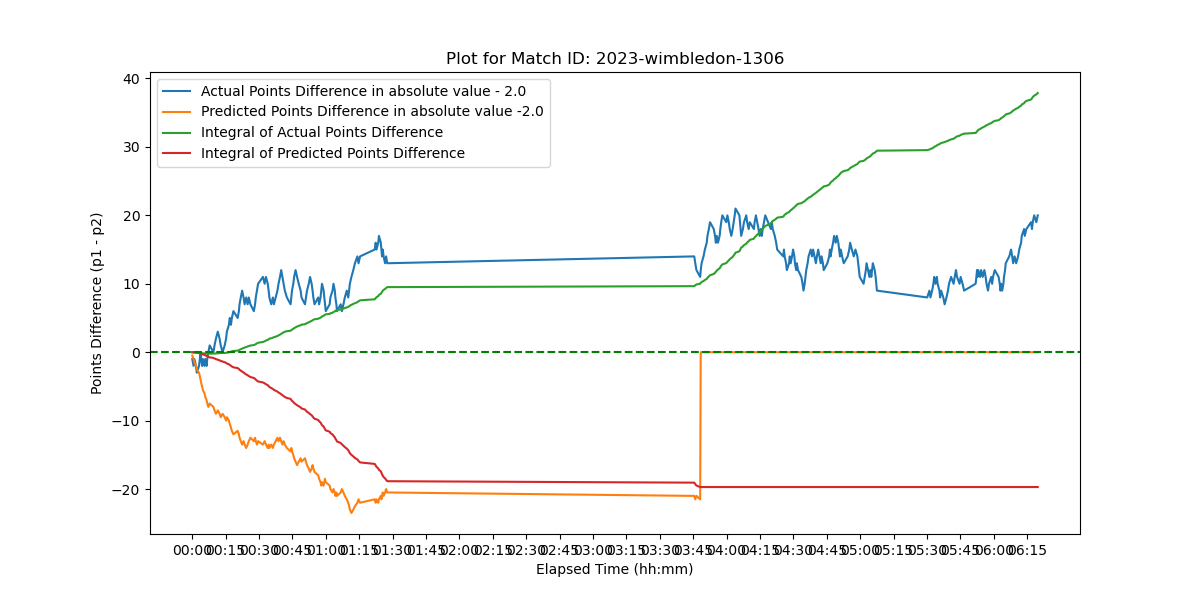 Plot for Match ID: 2023-wimbledon-1306
Actual Points Difference in absolute value - 2.0
Predicted Points Difference in absolute value -2.0
Integral of Actual Points Difference
Integral of Predicted Points Difference
Points Difference (p1 - p2)
40
30
20
10
0
−10
−20
00:00 00:15 00:30 00:45 01:00 01:15 01:30 01:45 02:00 02:15 02:30 02:45 03:00 03:15 03:30 03:45 04:00 04:15 04:30 04:45 05:00 05:15 05:30 05:45 06:00 06:15
Elapsed Time (hh:mm)